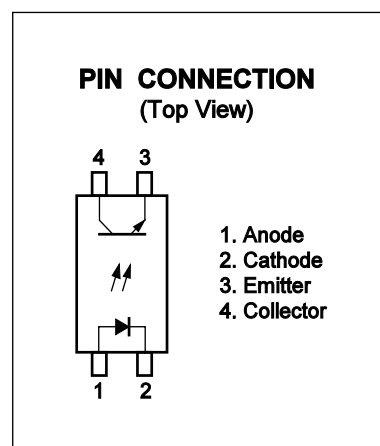 PIN CONNECTION
(Top View)
4 3
1. Anode
2. Cathode
3. Emitter
4. Collector
1 2